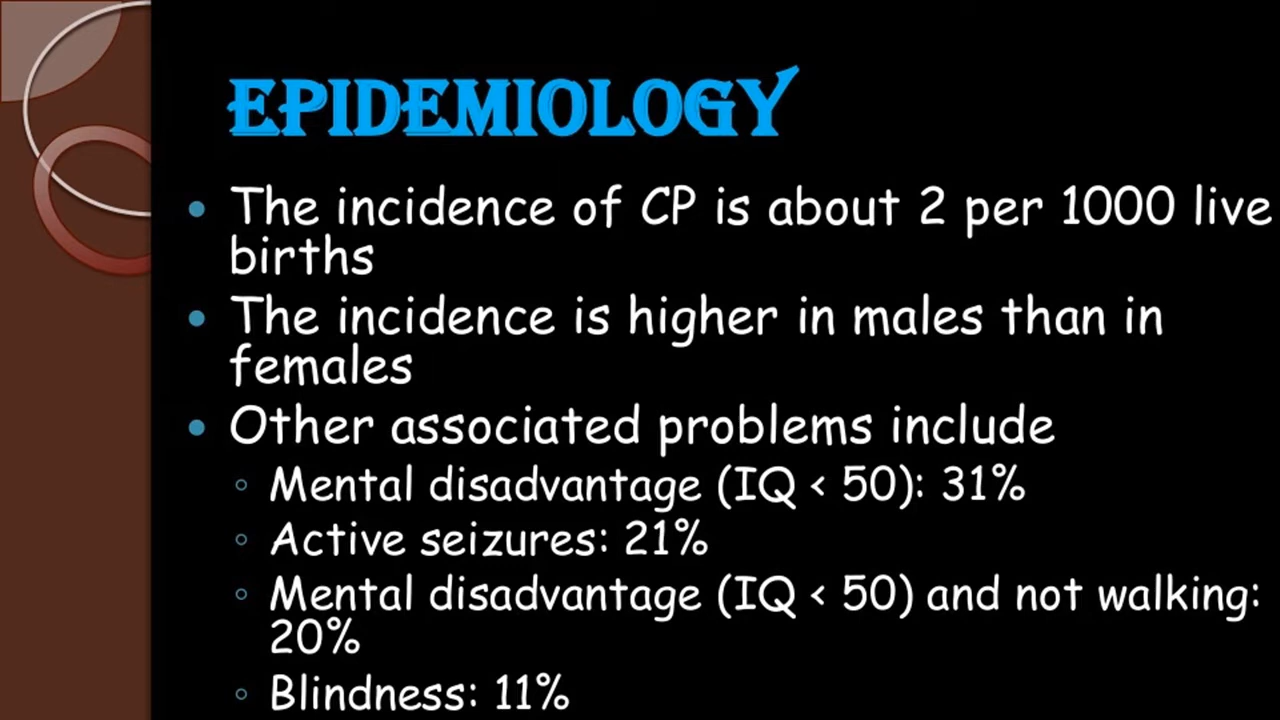 EPIDEMIOLOGY
• The incidence of CP is about 2 per 1000 live
births
• The incidence is higher in males than in
females
• Other associated problems include
◦ Mental disadvantage (IQ < 50): 31%
◦ Active seizures: 21%
◦ Mental disadvantage (IQ < 50) and not walking:
20%
◦ Blindness: 11%